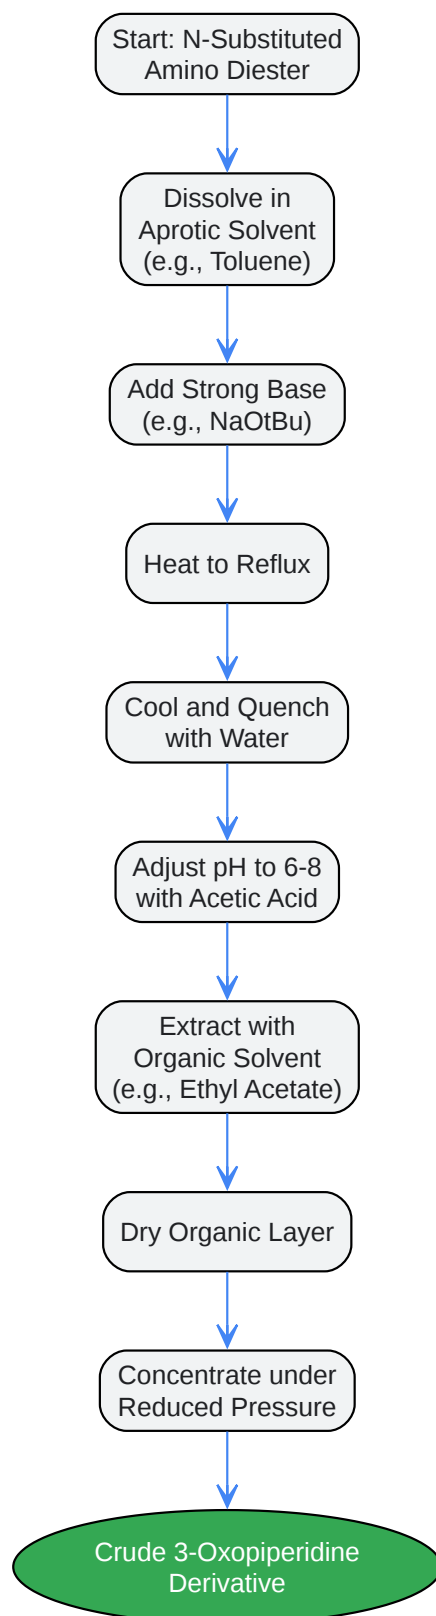 Start: N-Substituted
Amino Diester
Dissolve in
Aprotic Solvent
(e.g., Toluene)
Add Strong Base
(e.g., NaOtBu)
Heat to Reflux
Cool and Quench
with Water
Adjust pH to 6-8
with Acetic Acid
Extract with
Organic Solvent
(e.g., Ethyl Acetate)
Dry Organic Layer
Concentrate under
Reduced Pressure
Crude 3-Oxopiperidine
Derivative